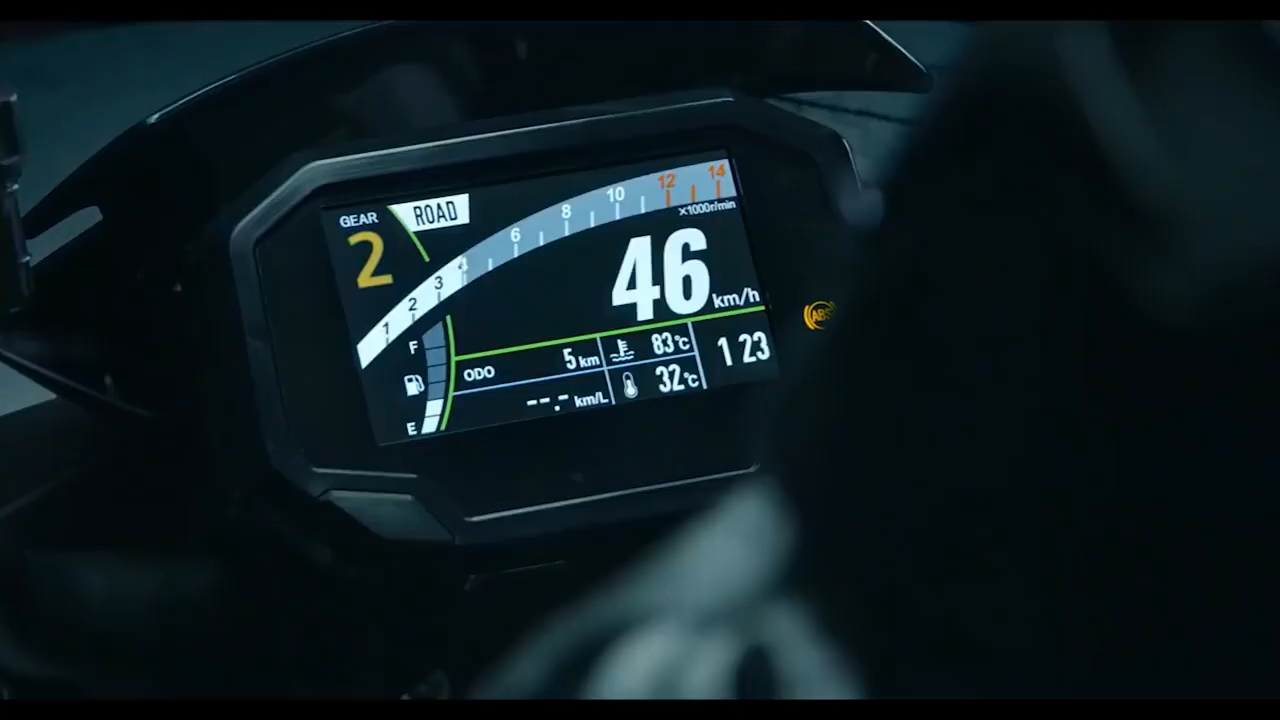 GEAR
ROAD
2
1 2 3 4 6 8 10 12 14
×1000r/min
46 km/h
F
ODO 5 km
83℃
1 23
--.- km/L
32℃
E
ABS